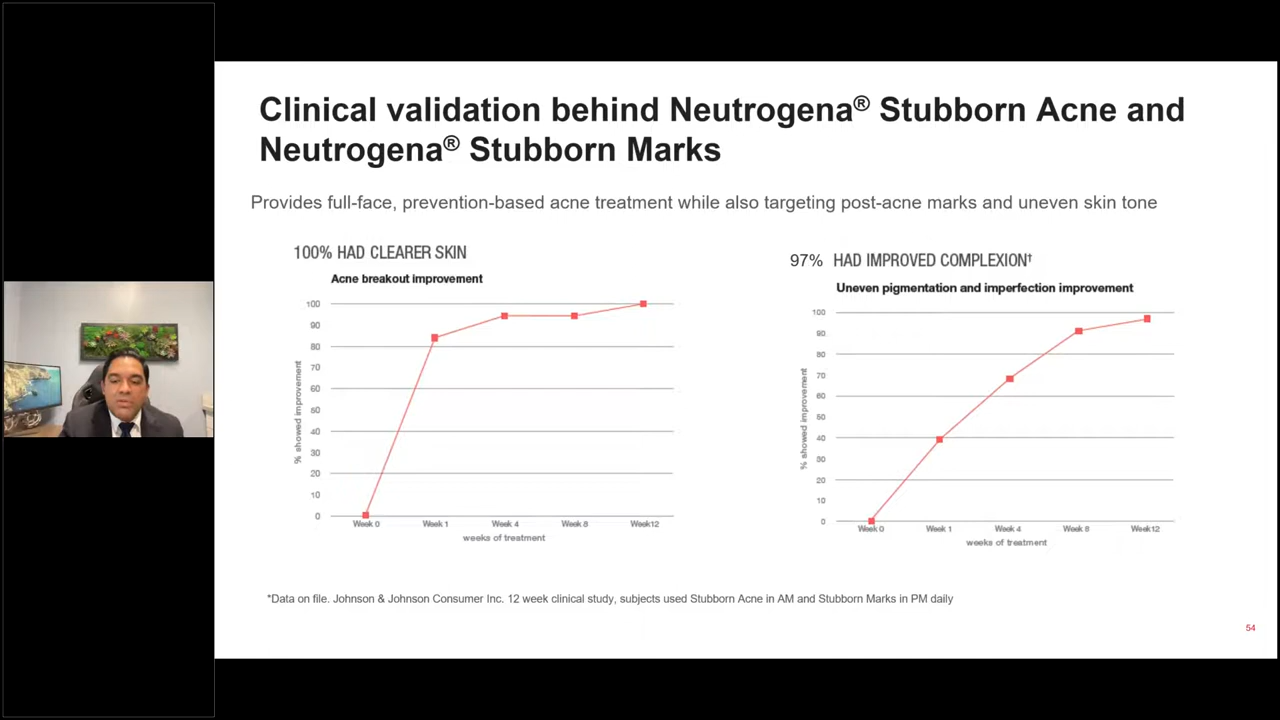 Clinical validation behind Neutrogena® Stubborn Acne and
Neutrogena® Stubborn Marks
Provides full-face, prevention-based acne treatment while also targeting post-acne marks and uneven skin tone
100% HAD CLEARER SKIN
Acne breakout improvement
% showed improvement
100
90
80
70
60
50
40
30
20
10
0
Week 0 Week 1 Week 4 Week 8 Week12
weeks of treatment
97% HAD IMPROVED COMPLEXION†
Uneven pigmentation and imperfection improvement
% showed improvement
100
90
80
70
60
50
40
30
20
10
0
Week 0 Week 1 Week 4 Week 8 Week12
weeks of treatment
*Data on file. Johnson & Johnson Consumer Inc. 12 week clinical study, subjects used Stubborn Acne in AM and Stubborn Marks in PM daily
54